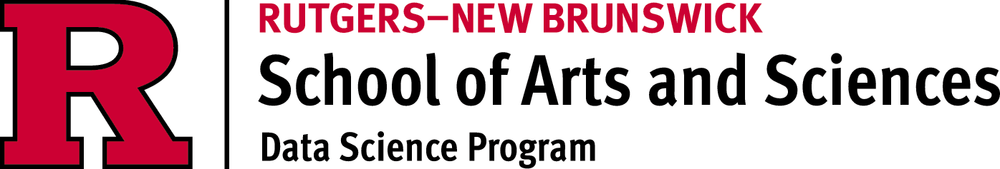 R
RUTGERS–NEW BRUNSWICK
School of Arts and Sciences
Data Science Program